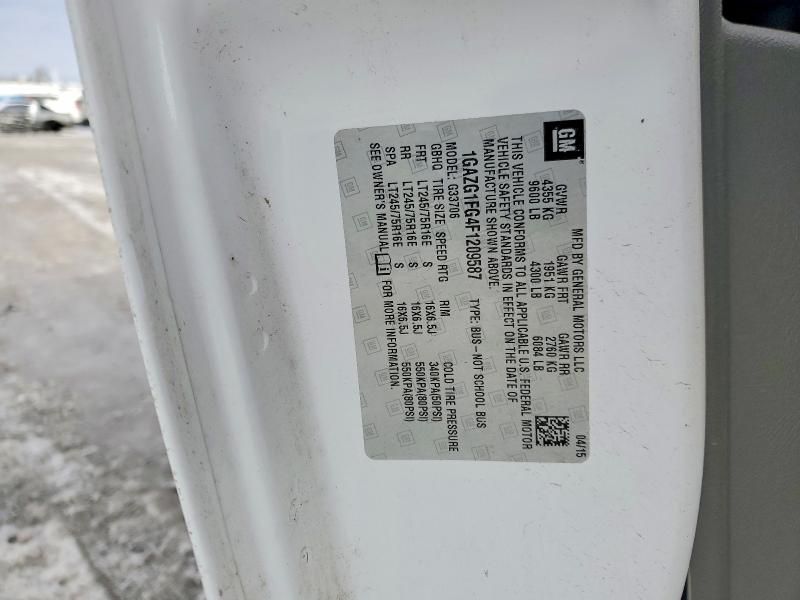 GM
MFD BY GENERAL MOTORS LLC 04/15
GVWR GAWR FRT GAWR RR
4355 KG 1951 KG 2760 KG
9600 LB 4300 LB 6084 LB
THIS VEHICLE CONFORMS TO ALL APPLICABLE U.S. FEDERAL MOTOR
VEHICLE SAFETY STANDARDS IN EFFECT ON THE DATE OF
MANUFACTURE SHOWN ABOVE.
1GAZG1FG4F1209587 TYPE: BUS-NOT SCHOOL BUS
MODEL: G33706
GBHQ TIRE SIZE SPEED RTG RIM COLD TIRE PRESSURE
FRT LT245/75R16E S 16X6.5J 340KPA(50PSI)
RR LT245/75R16E S 16X6.5J 550KPA(80PSI)
SPA LT245/75R16E S 16X6.5J 550KPA(80PSI)
SEE OWNER'S MANUAL i FOR MORE INFORMATION.